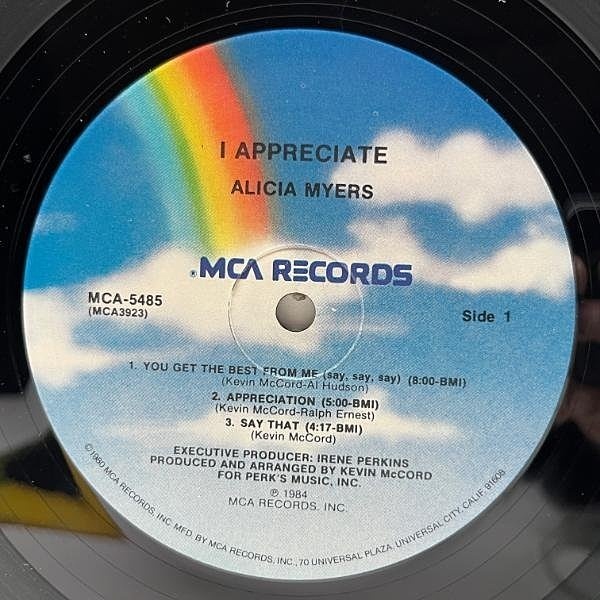 I APPRECIATE
ALICIA MYERS
®MCA RECORDS
MCA-5485
(MCA3923)
Side 1
1. YOU GET THE BEST FROM ME (say, say, say) (8:00-BMI)
(Kevin McCord-Al Hudson)
2. APPRECIATION (5:00-BMI)
(Kevin McCord-Ralph Ernest)
3. SAY THAT (4:17-BMI)
(Kevin McCord)
EXECUTIVE PRODUCER: IRENE PERKINS
PRODUCED AND ARRANGED BY KEVIN McCORD
FOR PERK'S MUSIC, INC.
℗ 1984
MCA RECORDS. INC.
©1980 MCA RECORDS, INC. MFD. BY MCA RECORDS, INC., 70 UNIVERSAL PLAZA, UNIVERSAL CITY, CALIF. 91608